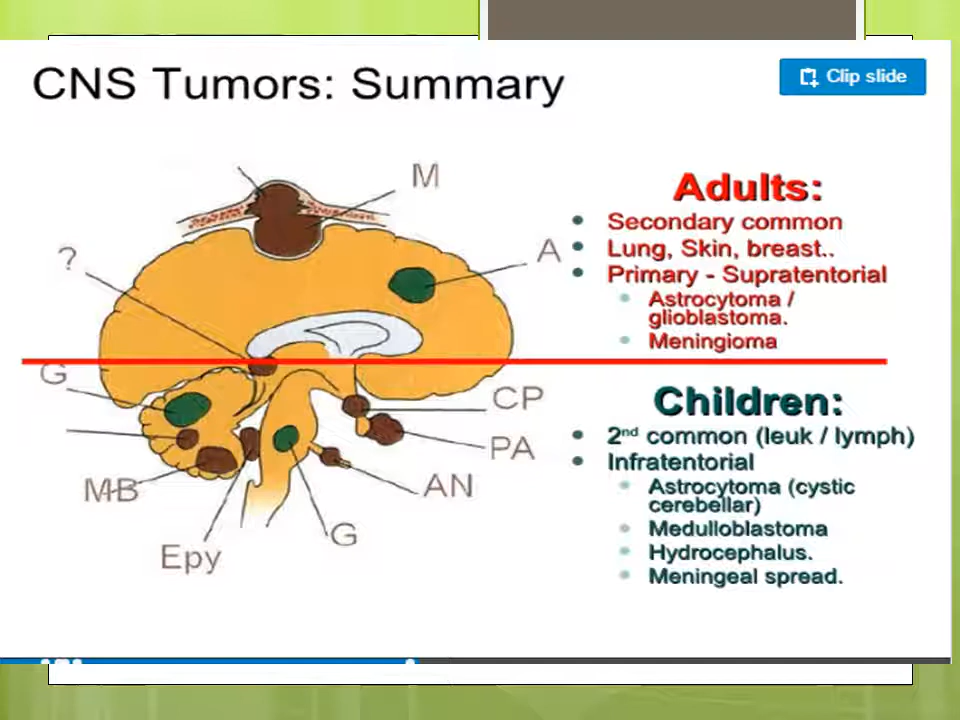 CNS Tumors: Summary
Clip slide
M
?
A
G
CP
PA
MB
AN
Epy
G
Adults:
Secondary common
Lung, Skin, breast..
Primary - Supratentorial
Astrocytoma /
glioblastoma.
Meningioma
Children:
2nd common (leuk / lymph)
Infratentorial
Astrocytoma (cystic
cerebellar)
Medulloblastoma
Hydrocephalus.
Meningeal spread.